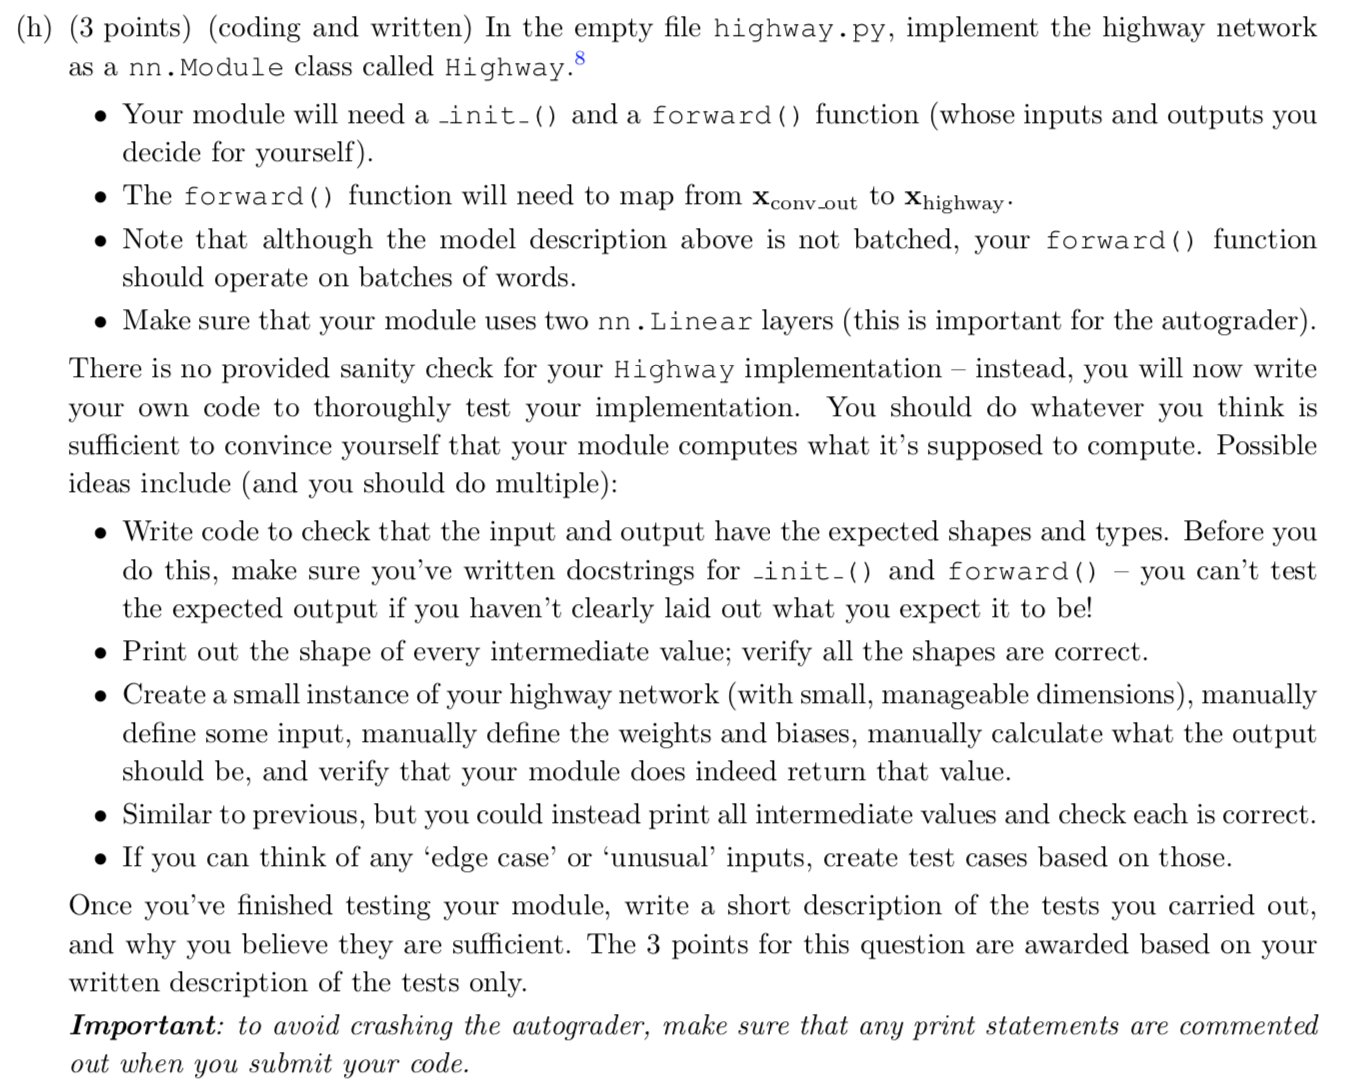 (h) (3 points) (coding and written) In the empty file highway.py, implement the highway network
as a nn.Module class called Highway.8
• Your module will need a _init_() and a forward() function (whose inputs and outputs you
decide for yourself).
• The forward() function will need to map from xconv_out to xhighway.
• Note that although the model description above is not batched, your forward() function
should operate on batches of words.
• Make sure that your module uses two nn.Linear layers (this is important for the autograder).
There is no provided sanity check for your Highway implementation – instead, you will now write
your own code to thoroughly test your implementation. You should do whatever you think is
sufficient to convince yourself that your module computes what it's supposed to compute. Possible
ideas include (and you should do multiple):
• Write code to check that the input and output have the expected shapes and types. Before you
do this, make sure you've written docstrings for _init_() and forward() – you can't test
the expected output if you haven't clearly laid out what you expect it to be!
• Print out the shape of every intermediate value; verify all the shapes are correct.
• Create a small instance of your highway network (with small, manageable dimensions), manually
define some input, manually define the weights and biases, manually calculate what the output
should be, and verify that your module does indeed return that value.
• Similar to previous, but you could instead print all intermediate values and check each is correct.
• If you can think of any 'edge case' or 'unusual' inputs, create test cases based on those.
Once you've finished testing your module, write a short description of the tests you carried out,
and why you believe they are sufficient. The 3 points for this question are awarded based on your
written description of the tests only.
Important: to avoid crashing the autograder, make sure that any print statements are commented
out when you submit your code.